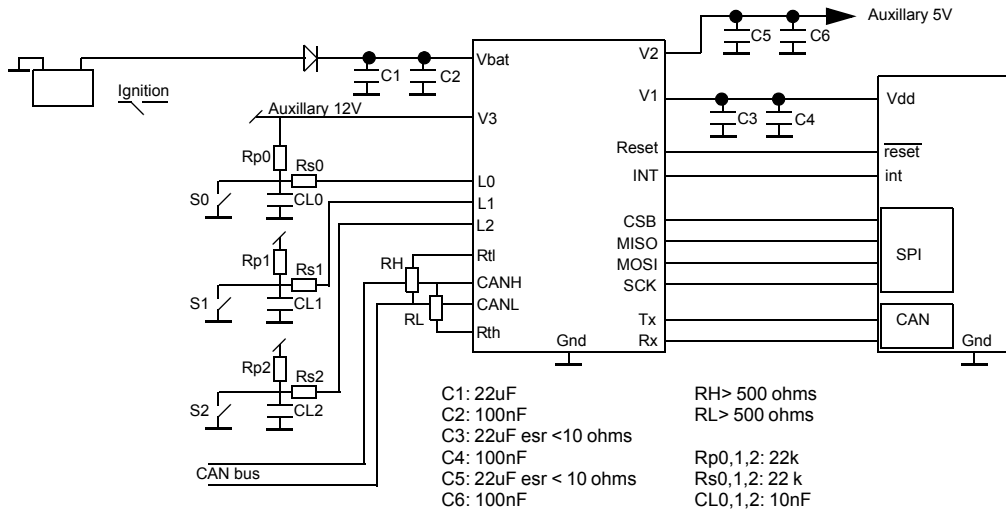 Auxillary 5V
C5
C6
V2
Vbat
C1
C2
Ignition
V1
Vdd
C3
C4
Auxillary 12V
V3
Reset
reset
Rp0
Rs0
INT
int
L0
S0
CL0
L1
L2
CSB
MISO
MOSI
SCK
SPI
Rp1
Rs1
Rtl
RH
CANH
S1
CL1
CANL
RL
Rth
Tx
Rx
CAN
Gnd
Gnd
Rp2
Rs2
S2
CL2
CAN bus
C1: 22uF
C2: 100nF
C3: 22uF esr <10 ohms
C4: 100nF
C5: 22uF esr < 10 ohms
C6: 100nF
RH> 500 ohms
RL> 500 ohms
Rp0,1,2: 22k
Rs0,1,2: 22 k
CL0,1,2: 10nF